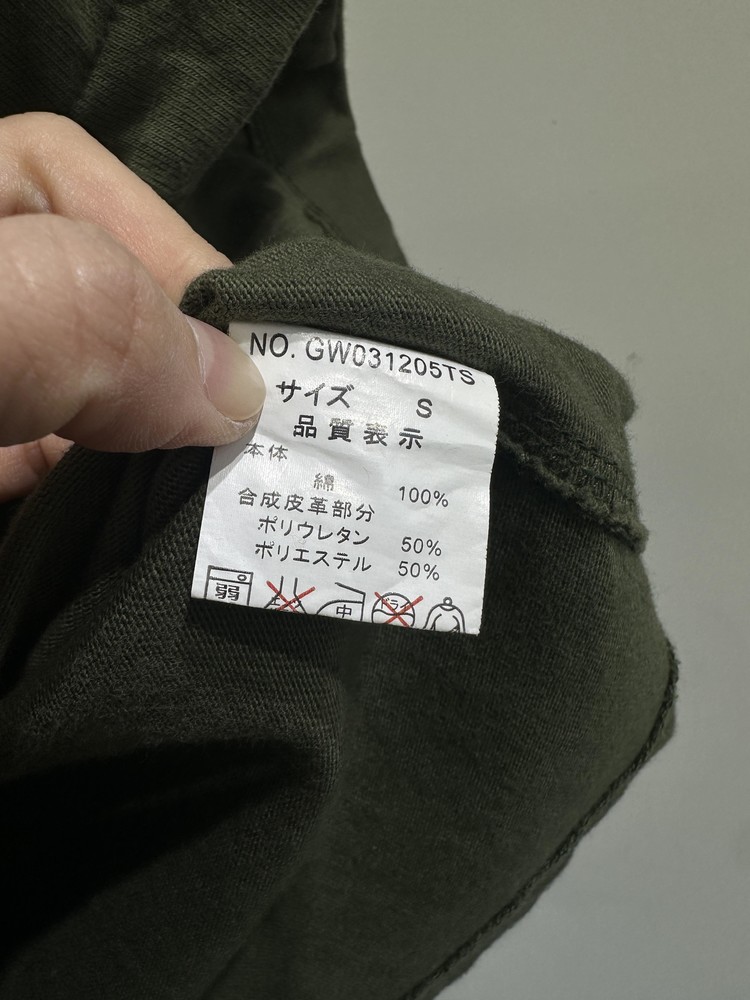 NO. GW031205TS
サイズ S
品質表示
本体
綿 100%
合成皮革部分
ポリウレタン 50%
ポリエステル 50%
弱 中 ドライ